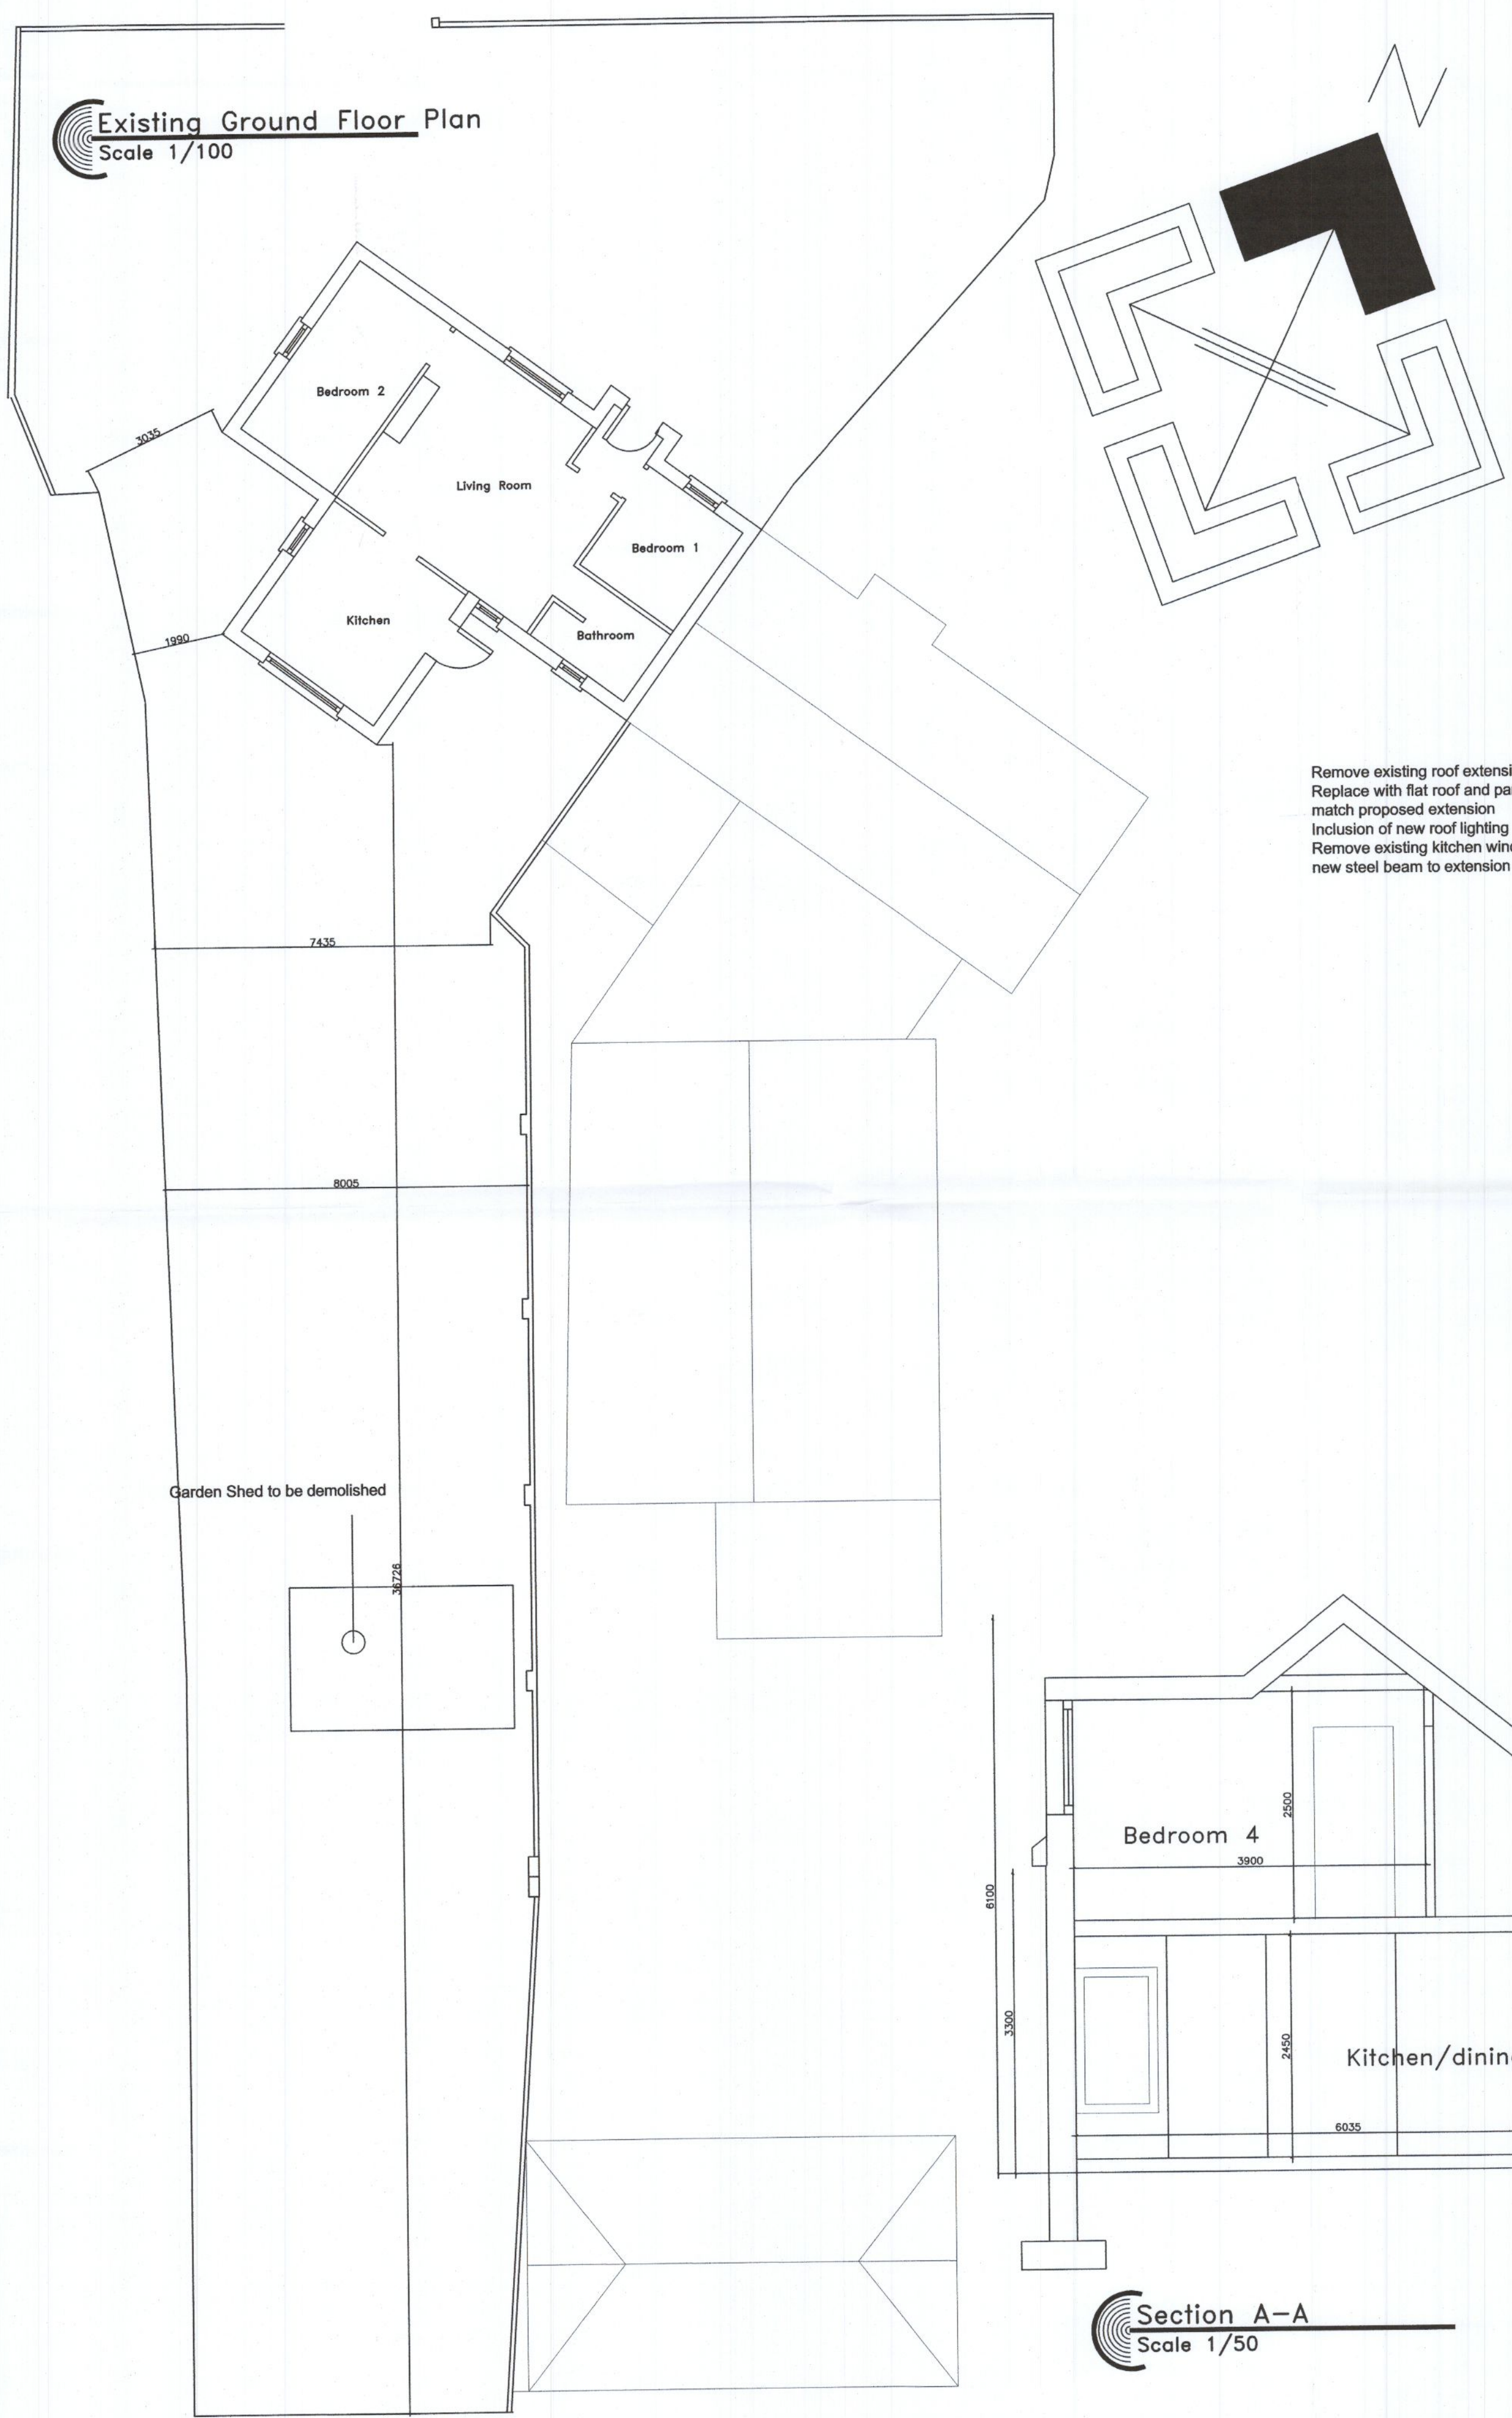 Existing Ground Floor Plan
Scale 1/100
Bedroom 2
3035
Living Room
Bedroom 1
Kitchen
Bathroom
1990
Remove existing roof extensi
Replace with flat roof and pa
match proposed extension
Inclusion of new roof lighting
Remove existing kitchen wind
new steel beam to extension
7435
8005
Garden Shed to be demolished
36726
2500
Bedroom 4
3900
6100
3300
2450
Kitchen/dining
6035
Section A-A
Scale 1/50